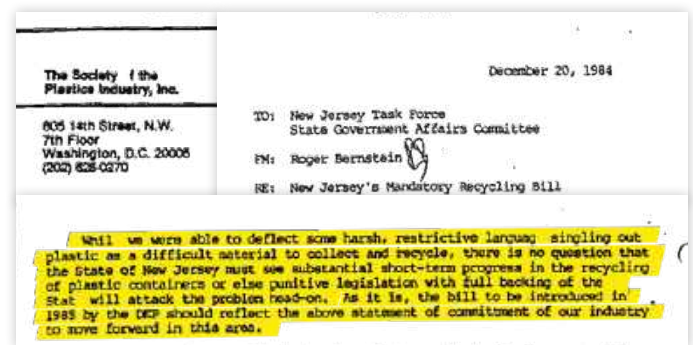 The Society f the
Plastics Industry, Inc.
605 14th Street, N.W.
7th Floor
Washington, D.C. 20005
(202) 628-0270
December 20, 1984
TO: New Jersey Task Force
State Government Affairs Committee
FM: Roger Bernstein
RE: New Jersey's Mandatory Recycling Bill
Whil we were able to deflect some harsh, restrictive languag singling out
plastic as a difficult material to collect and recycle, there is no question that
the State of New Jersey must see substantial short-term progress in the recycling
of plastic containers or else punitive legislation with full backing of the
Stat will attack the problem head-on. As it is, the bill to be introduced in
1985 by the DEP should reflect the above statement of committment of our industry
to move forward in this area.